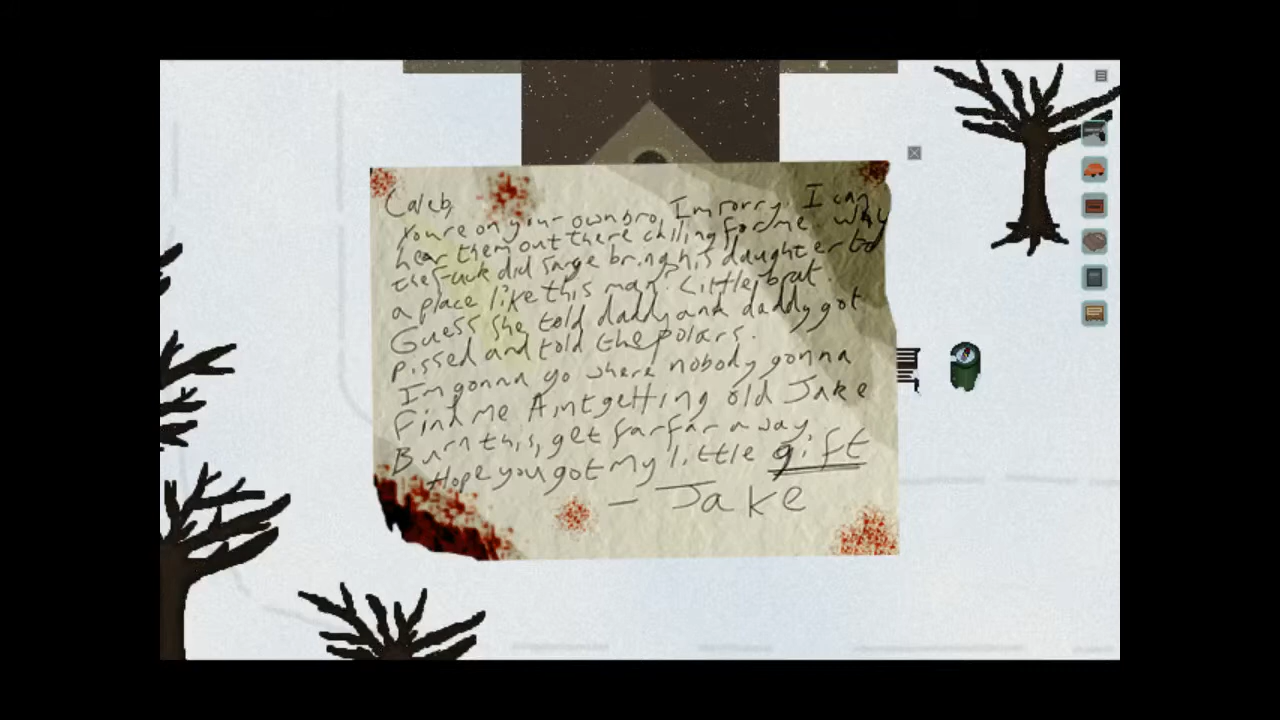 Caleb,
You're on your own bro, Im sorry. I can
hear them out there calling for me. Why
the fuck did sarge bring his daughter to
a place like this man. Little brat.
Guess she told daddy and daddy got
pissed and told the polars.
I'm gonna go where nobody gonna
find me Aint getting old Jake
Burn this, get far far away
Hope you got my little gift
- Jake